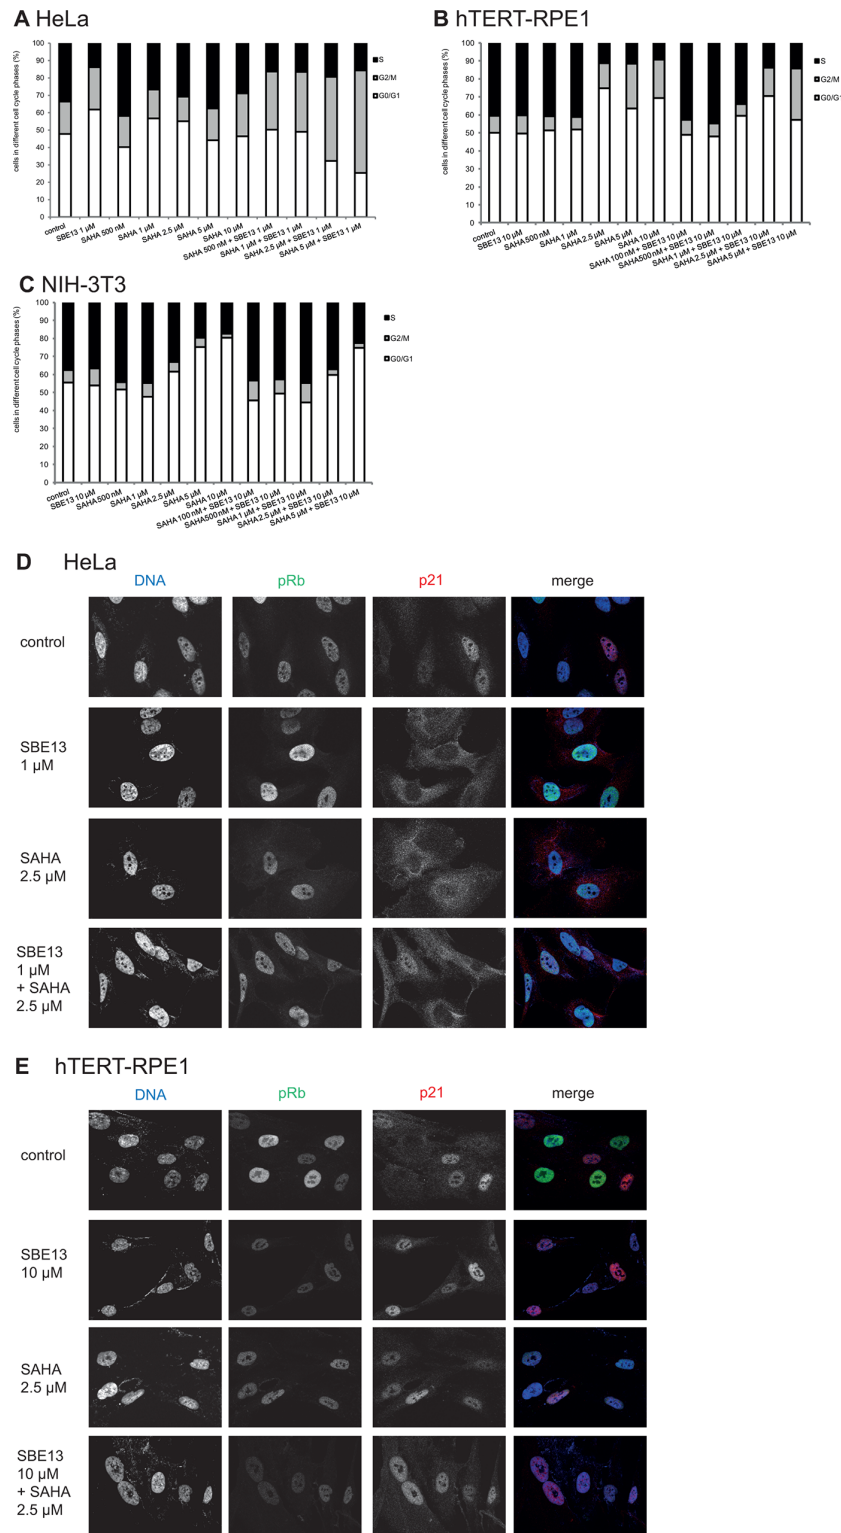 A HeLa
cells in different cell cycle phases (%)
100
90
80
70
60
50
40
30
20
10
0
S
G2/M
G0/G1
control
SBE13 1 µM
SAHA 500 nM
SAHA 1 µM
SAHA 2.5 µM
SAHA 5 µM
SAHA 10 µM
SAHA 500 nM + SBE13 1 µM
SAHA 1 µM + SBE13 1 µM
SAHA 2.5 µM + SBE13 1 µM
SAHA 5 µM + SBE13 1 µM
B hTERT-RPE1
cells in different cell cycle phases (%)
100
90
80
70
60
50
40
30
20
10
0
S
G2/M
G0/G1
control
SBE13 10 µM
SAHA 500 nM
SAHA 1 µM
SAHA 2.5 µM
SAHA 5 µM
SAHA 10 µM
SAHA 100 nM + SBE13 10 µM
SAHA500 nM + SBE13 10 µM
SAHA 1 µM + SBE13 10 µM
SAHA 2.5 µM + SBE13 10 µM
SAHA 5 µM + SBE13 10 µM
C NIH-3T3
cells in different cell cycle phases (%)
100
90
80
70
60
50
40
30
20
10
0
S
G2/M
G0/G1
control
SBE13 10 µM
SAHA 500 nM
SAHA 1 µM
SAHA 2.5 µM
SAHA 5 µM
SAHA 10 µM
SAHA 100 nM + SBE13 10 µM
SAHA500 nM + SBE13 10 µM
SAHA 1 µM + SBE13 10 µM
SAHA 2.5 µM + SBE13 10 µM
SAHA 5 µM + SBE13 10 µM
D HeLa
DNA pRb p21 merge
control
SBE13
1 µM
SAHA
2.5 µM
SBE13
1 µM
+ SAHA
2.5 µM
E hTERT-RPE1
DNA pRb p21 merge
control
SBE13
10 µM
SAHA
2.5 µM
SBE13
10 µM
+ SAHA
2.5 µM